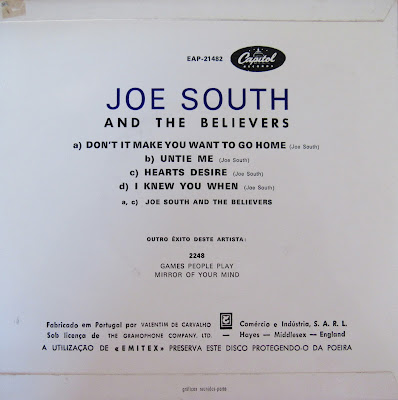 EAP-21482
Capitol
RECORDS
JOE SOUTH
AND THE BELIEVERS
a) DON'T IT MAKE YOU WANT TO GO HOME (Joe South)
b) UNTIE ME (Joe South)
c) HEARTS DESIRE (Joe South)
d) I KNEW YOU WHEN (Joe South)
a, c) JOE SOUTH AND THE BELIEVERS
OUTRO ÊXITO DESTE ARTISTA:
2248
GAMES PEOPLE PLAY
MIRROR OF YOUR MIND
Fabricado em Portugal por VALENTIM DE CARVALHO Comércio e Indústria, S. A. R. L.
Sob licença de THE GRAMOPHONE COMPANY, LTD. — Hayes — Middlesex — England
A UTILIZAÇÃO DE «EMITEX» PRESERVA ESTE DISCO PROTEGENDO-O DA POEIRA